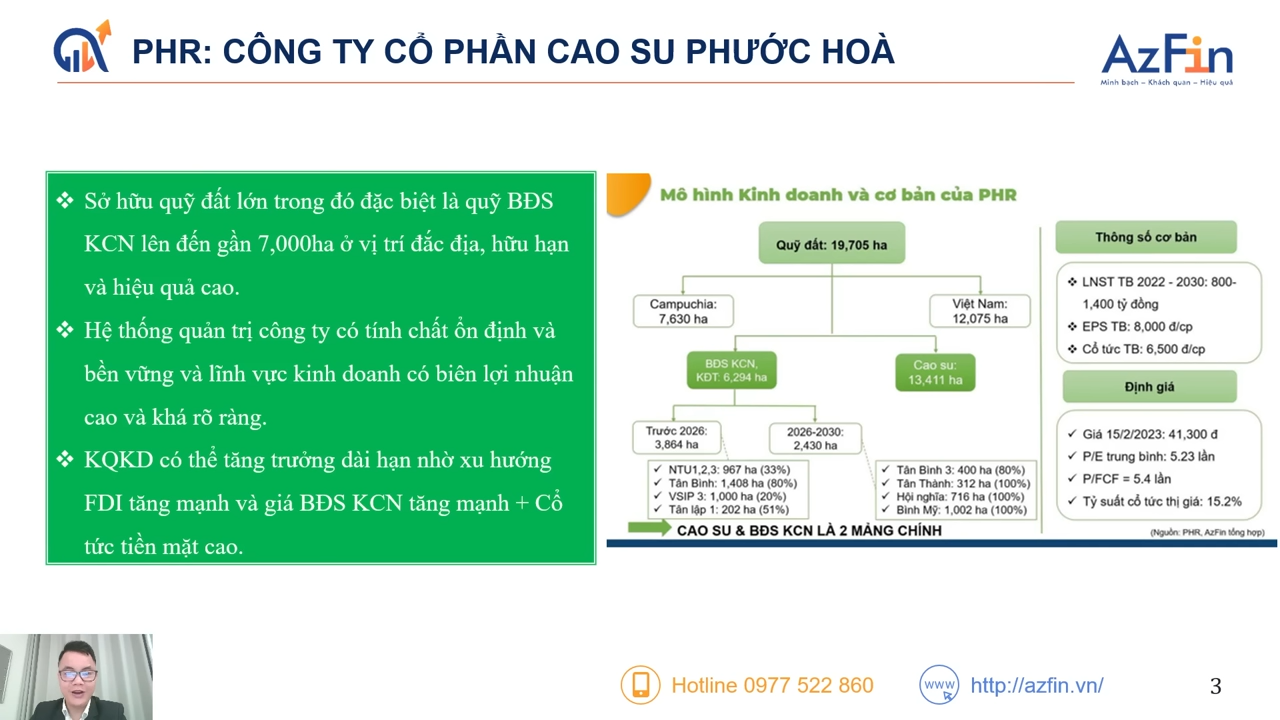 PHR: CÔNG TY CỔ PHẦN CAO SU PHƯỚC HOÀ
AzFin
Minh bạch – Khách quan – Hiệu quả
❖ Sở hữu quỹ đất lớn trong đó đặc biệt là quỹ BĐS
KCN lên đến gần 7,000ha ở vị trí đắc địa, hữu hạn
và hiệu quả cao.
❖ Hệ thống quản trị công ty có tính chất ổn định và
bền vững và lĩnh vực kinh doanh có biên lợi nhuận
cao và khá rõ ràng.
❖ KQKD có thể tăng trưởng dài hạn nhờ xu hướng
FDI tăng mạnh và giá BĐS KCN tăng mạnh + Cổ
tức tiền mặt cao.
Mô hình Kinh doanh và cơ bản của PHR
Quỹ đất: 19,705 ha
Campuchia:
7,630 ha
Việt Nam:
12,075 ha
BĐS KCN,
KĐT: 6,294 ha
Cao su:
13,411 ha
Trước 2026:
3,864 ha
2026-2030:
2,430 ha
✓ NTU1,2,3: 967 ha (33%)
✓ Tân Bình: 1,408 ha (80%)
✓ VSIP 3: 1,000 ha (20%)
✓ Tân lập 1: 202 ha (51%)
✓ Tân Bình 3: 400 ha (80%)
✓ Tân Thành: 312 ha (100%)
✓ Hội nghĩa: 716 ha (100%)
✓ Bình Mỹ: 1,002 ha (100%)
CAO SU & BĐS KCN LÀ 2 MẢNG CHÍNH
Thông số cơ bản
❖ LNST TB 2022 - 2030: 800-
1,400 tỷ đồng
❖ EPS TB: 8,000 đ/cp
❖ Cổ tức TB: 6,500 đ/cp
Định giá
✓ Giá 15/2/2023: 41,300 đ
✓ P/E trung bình: 5.23 lần
✓ P/FCF = 5.4 lần
✓ Tỷ suất cổ tức thị giá: 15.2%
(Nguồn: PHR, AzFin tổng hợp)
Hotline 0977 522 860
www
http://azfin.vn/
3